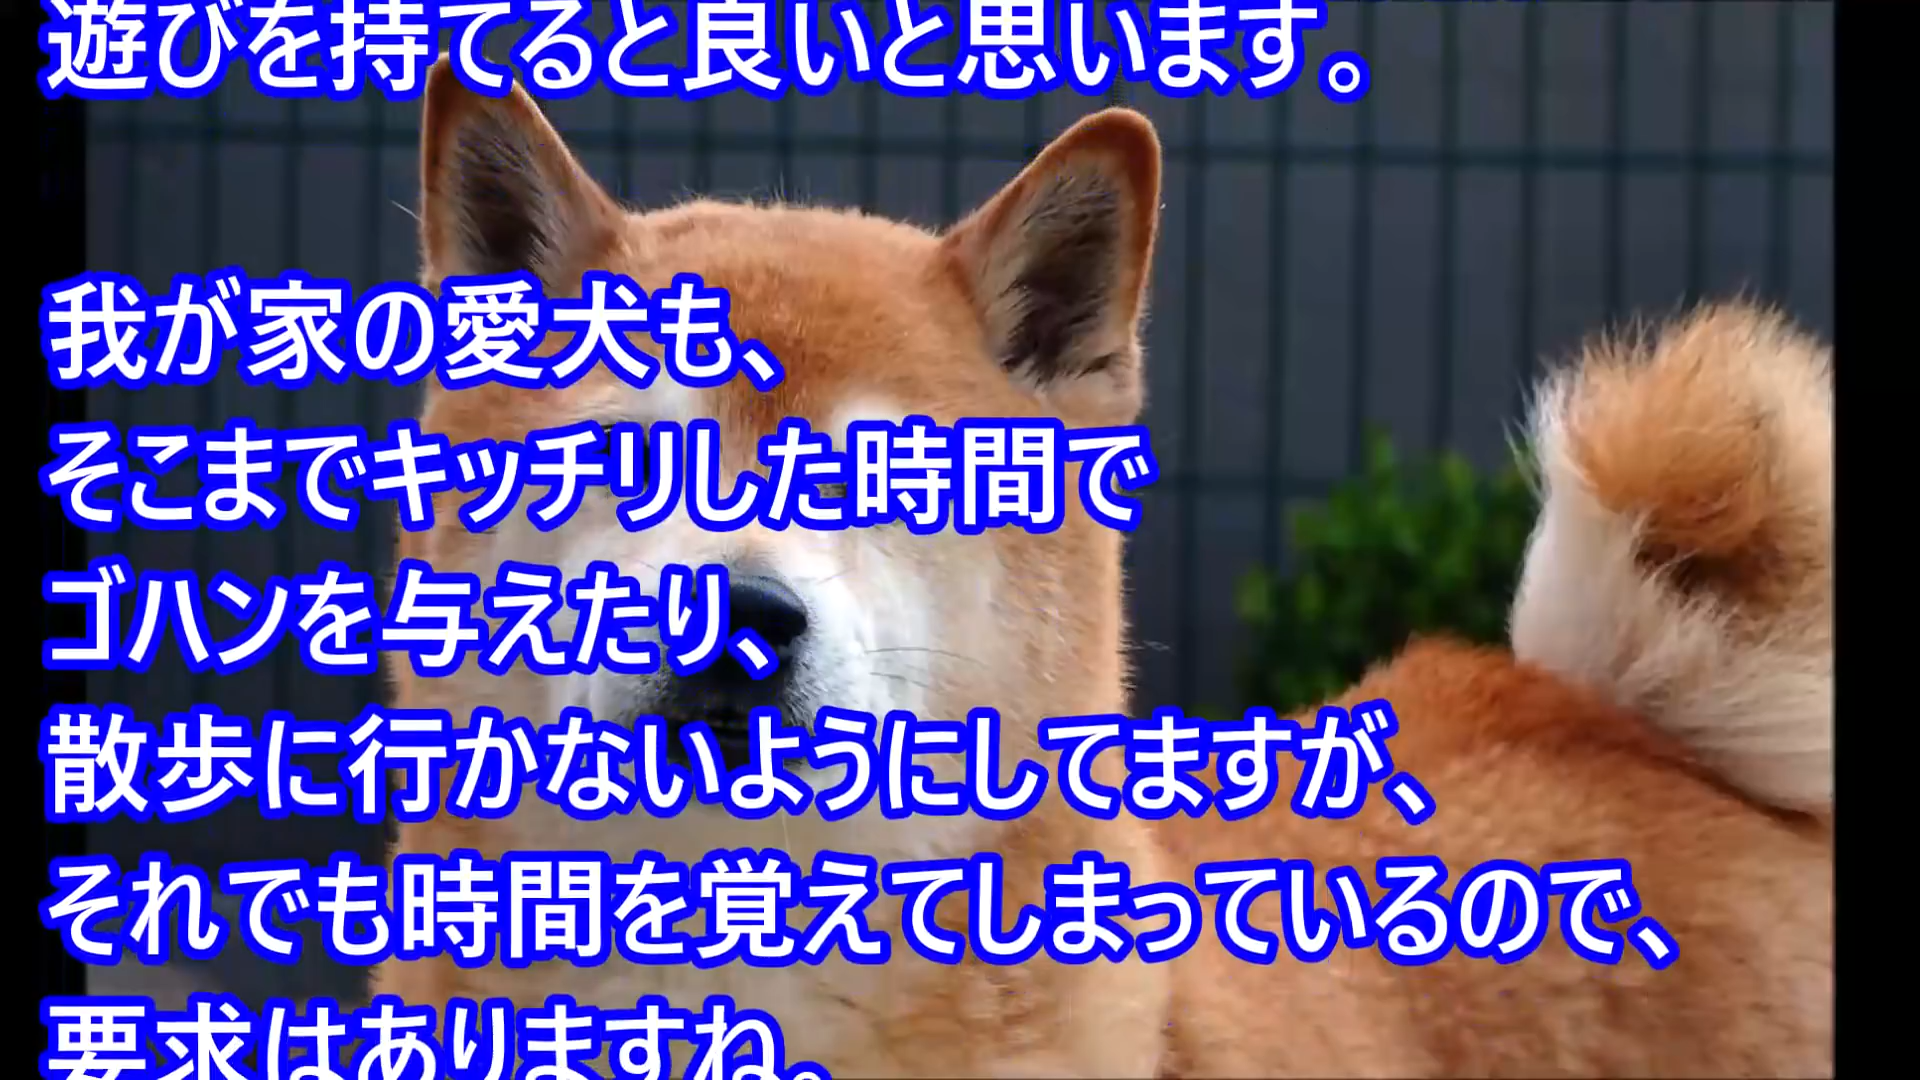 遊びを持てると良いと思います。
我が家の愛犬も、
そこまでキッチリした時間で
ゴハンを与えたり、
散歩に行かないようにしてますが、
それでも時間を覚えてしまっているので、
要求はありますね。